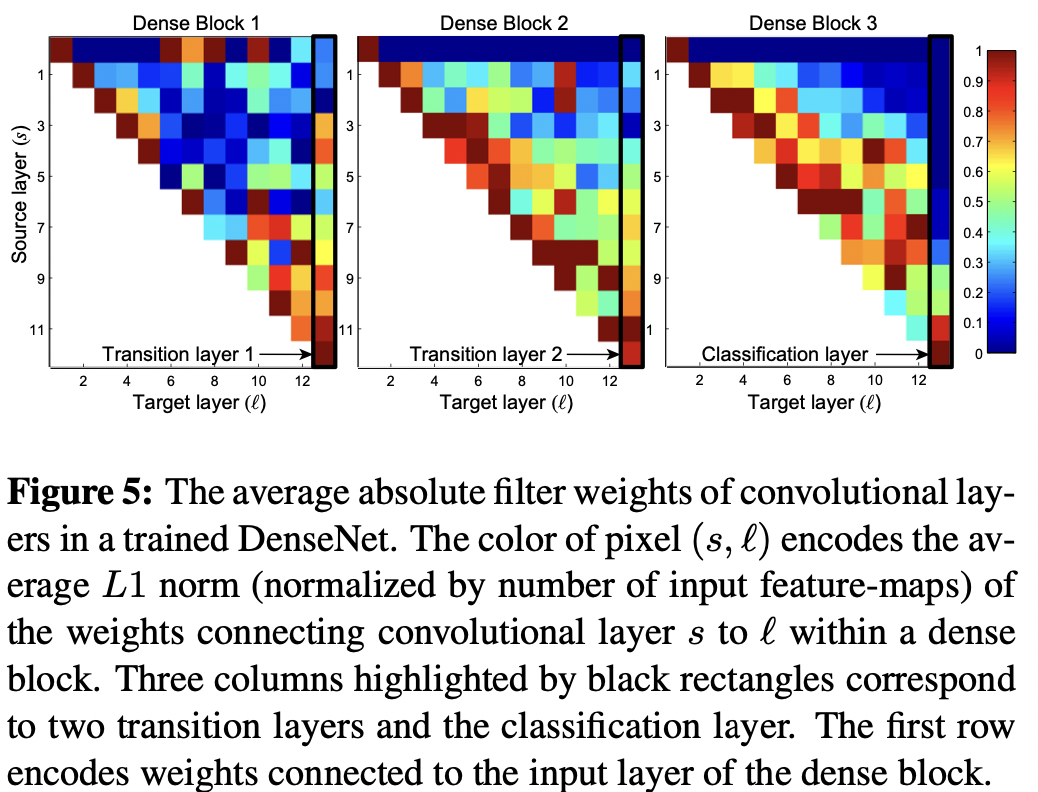 Dense Block 1
Dense Block 2
Dense Block 3
Source layer (s)
1
3
5
7
9
11
1
3
5
7
9
11
1
1
3
5
7
9
1
0.9
0.8
0.7
0.6
0.5
0.4
0.3
0.2
0.1
0
Transition layer 1
Transition layer 2
Classification layer
2 4 6 8 10 12
2 4 6 8 10 12
2 4 6 8 10 12
Target layer (ℓ)
Target layer (ℓ)
Target layer (ℓ)
Figure 5: The average absolute filter weights of convolutional lay-
ers in a trained DenseNet. The color of pixel (s, ℓ) encodes the av-
erage L1 norm (normalized by number of input feature-maps) of
the weights connecting convolutional layer s to ℓ within a dense
block. Three columns highlighted by black rectangles correspond
to two transition layers and the classification layer. The first row
encodes weights connected to the input layer of the dense block.